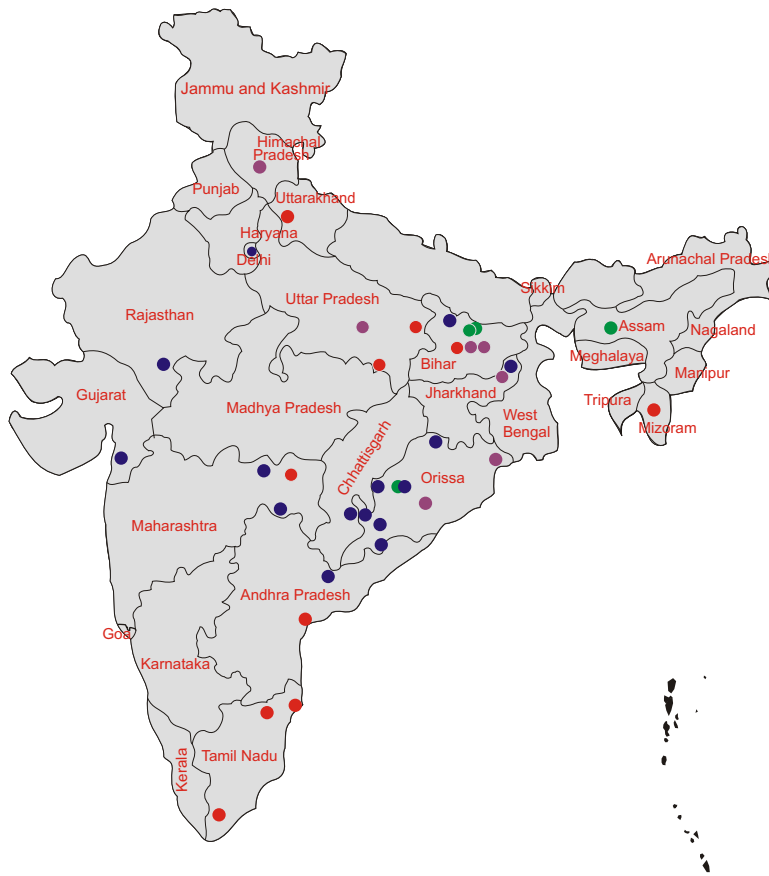 Jammu and Kashmir
Himachal
Pradesh
Punjab
Uttarakhand
Haryana
Delhi
Arunachal Pradesh
Sikkim
Uttar Pradesh
Rajasthan
Assam
Nagaland
Meghalaya
Bihar
Manipur
Gujarat
Jharkhand
Tripura
Madhya Pradesh
West
Bengal
Mizoram
Chhattisgarh
Orissa
Maharashtra
Andhra Pradesh
Goa
Karnataka
Kerala
Tamil Nadu